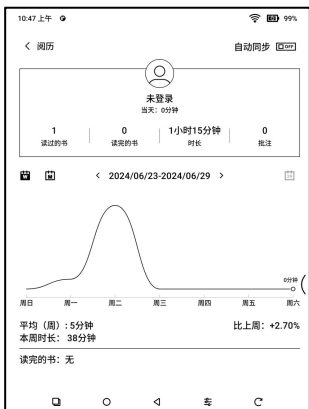 10:47 上午 99%
阅历 自动同步 OFF
未登录
当天：0分钟
1 0 1小时15分钟 0
读过的书 读完的书 时长 批注
W M 2024/06/23-2024/06/29
0分钟
周日 周一 周二 周三 周四 周五 周六
平均（周）: 5分钟 比上周：+2.70%
本周时长： 38分钟
读完的书：无